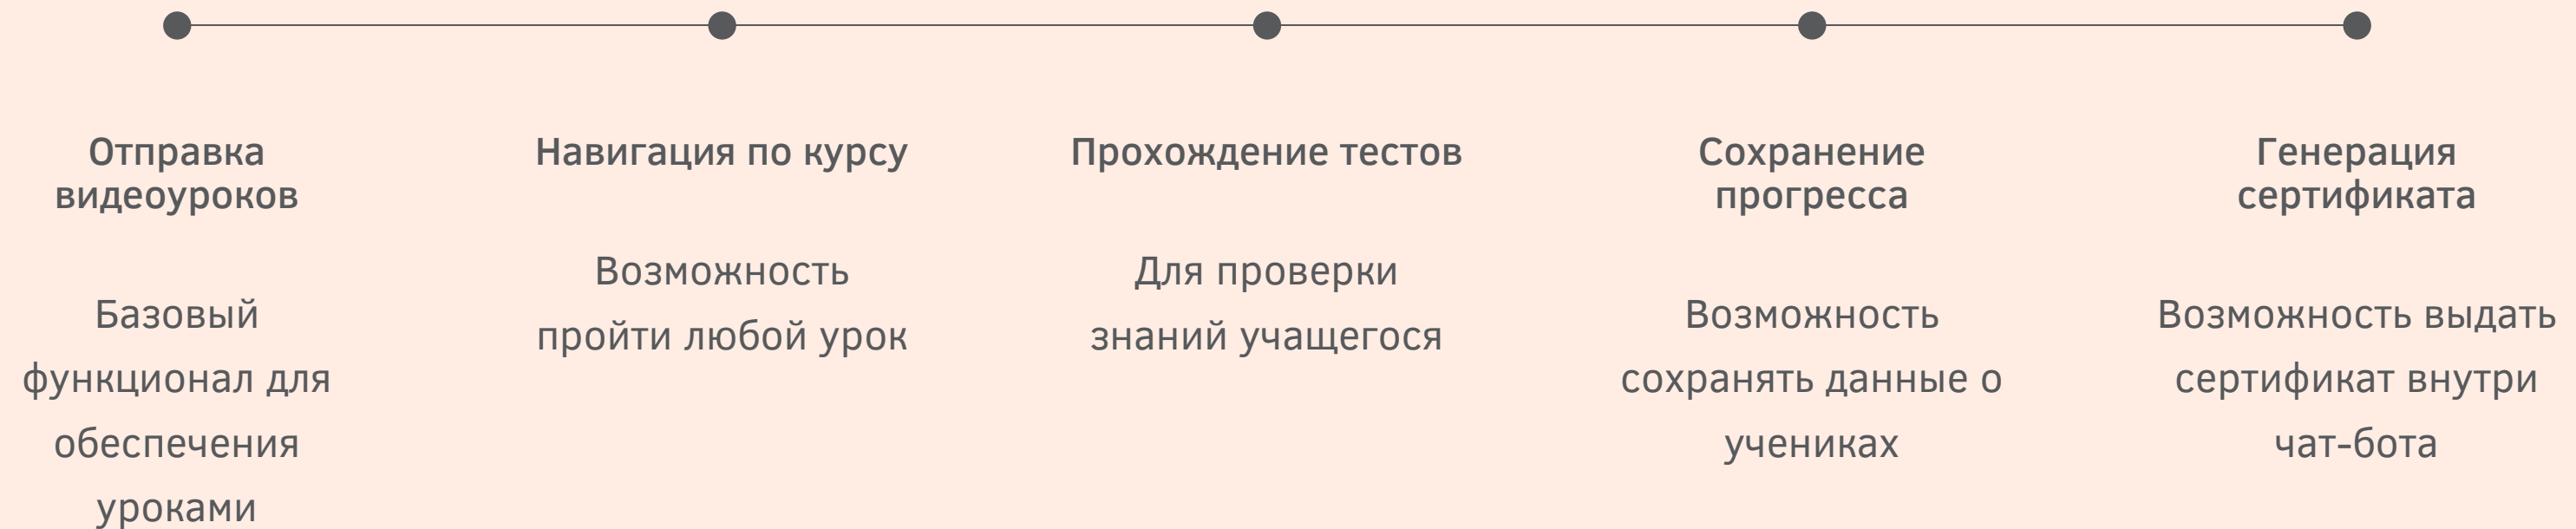 Отправка
видеоуроков
Базовый
функционал для
обеспечения
уроками
Навигация по курсу
Возможность
пройти любой урок
Прохождение тестов
Для проверки
знаний учащегося
Сохранение
прогресса
Возможность
сохранять данные о
учениках
Генерация
сертификата
Возможность выдать
сертификат внутри
чат-бота